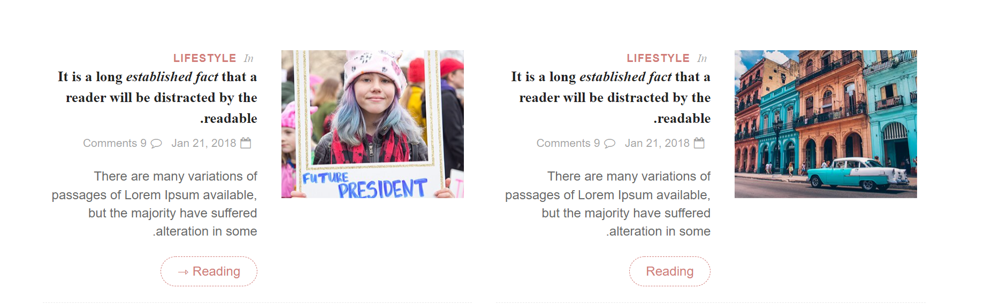 LIFESTYLE In
It is a long established fact that a
reader will be distracted by the
.readable
Comments 9 Jan 21, 2018
There are many variations of
passages of Lorem Ipsum available,
but the majority have suffered
.alteration in some
→ Reading
FUTURE
PRESIDENT
LIFESTYLE In
It is a long established fact that a
reader will be distracted by the
.readable
Comments 9 Jan 21, 2018
There are many variations of
passages of Lorem Ipsum available,
but the majority have suffered
.alteration in some
Reading